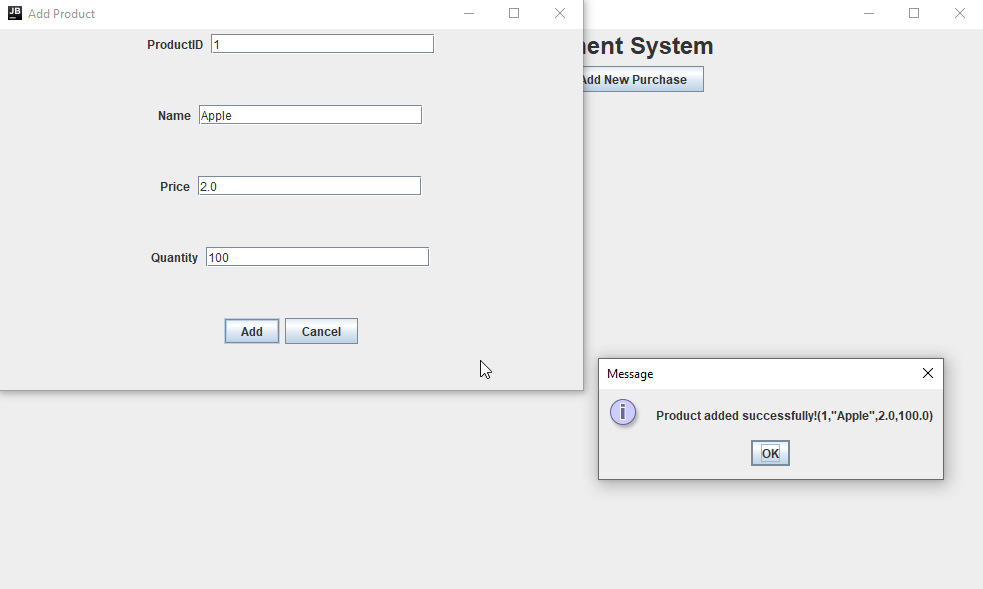 JB Add Product
ment System
Add New Purchase
ProductID 1
Name Apple
Price 2.0
Quantity 100
Add Cancel
Message
Product added successfully!(1,"Apple",2.0,100.0)
OK